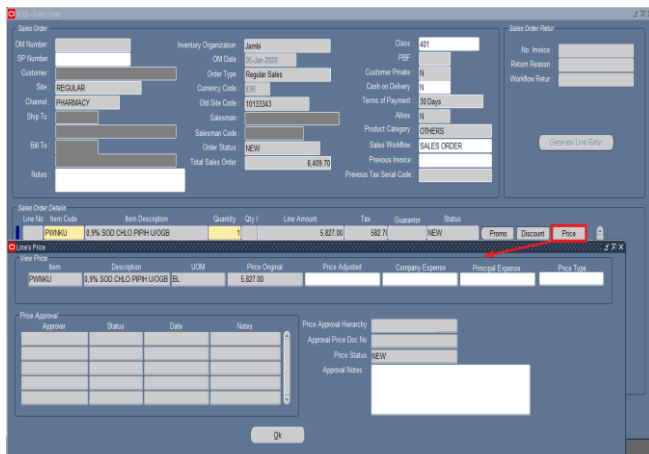 Entry Order
Sales Order
Sales Order Retur
OM Number :
Inventory Organization : Jambi
Class : 401
No. Invoice :
SP Number :
OM Date : 05-Jan-2020
PBF :
Return Reason :
Customer :
Order Type : Regular Sales
Customer Private : N
Workflow Retur :
Site : REGULAR
Currency Code : IDR
Cash on Delivery : N
Channel : PHARMACY
Old Site Code : 10133343
Terms of Payment : 30 Days
Ship To :
Salesman :
Alkes : N
Salesman Code :
Product Category : OTHERS
Generate Line Retur
Bill To :
Order Status : NEW
Sales Workflow : SALES ORDER
Total Sales Order : 6,409.70
Previous Invoice :
Notes :
Previous Tax Serial Code :
Sales Order Details
Line No Item Code Item Description Quantity Qty Line Amount Tax Guarantor Status
PWNKU 0,9% SOD.CHLO.PIPIH U/OGB 1 5,827.00 582.70 NEW Promo Discount Price
Line's Price
View Price
Item Description UOM Price Original Price Adjusted Company Expense Principal Expense Price Type
PWNKU 0,9% SOD.CHLO.PIPIH U/OGB BL 5,827.00
Price Approval
Approver Status Date Notes
Price Approval Hierarchy
Approval Price Doc No
Price Status NEW
Approval Notes :
Ok